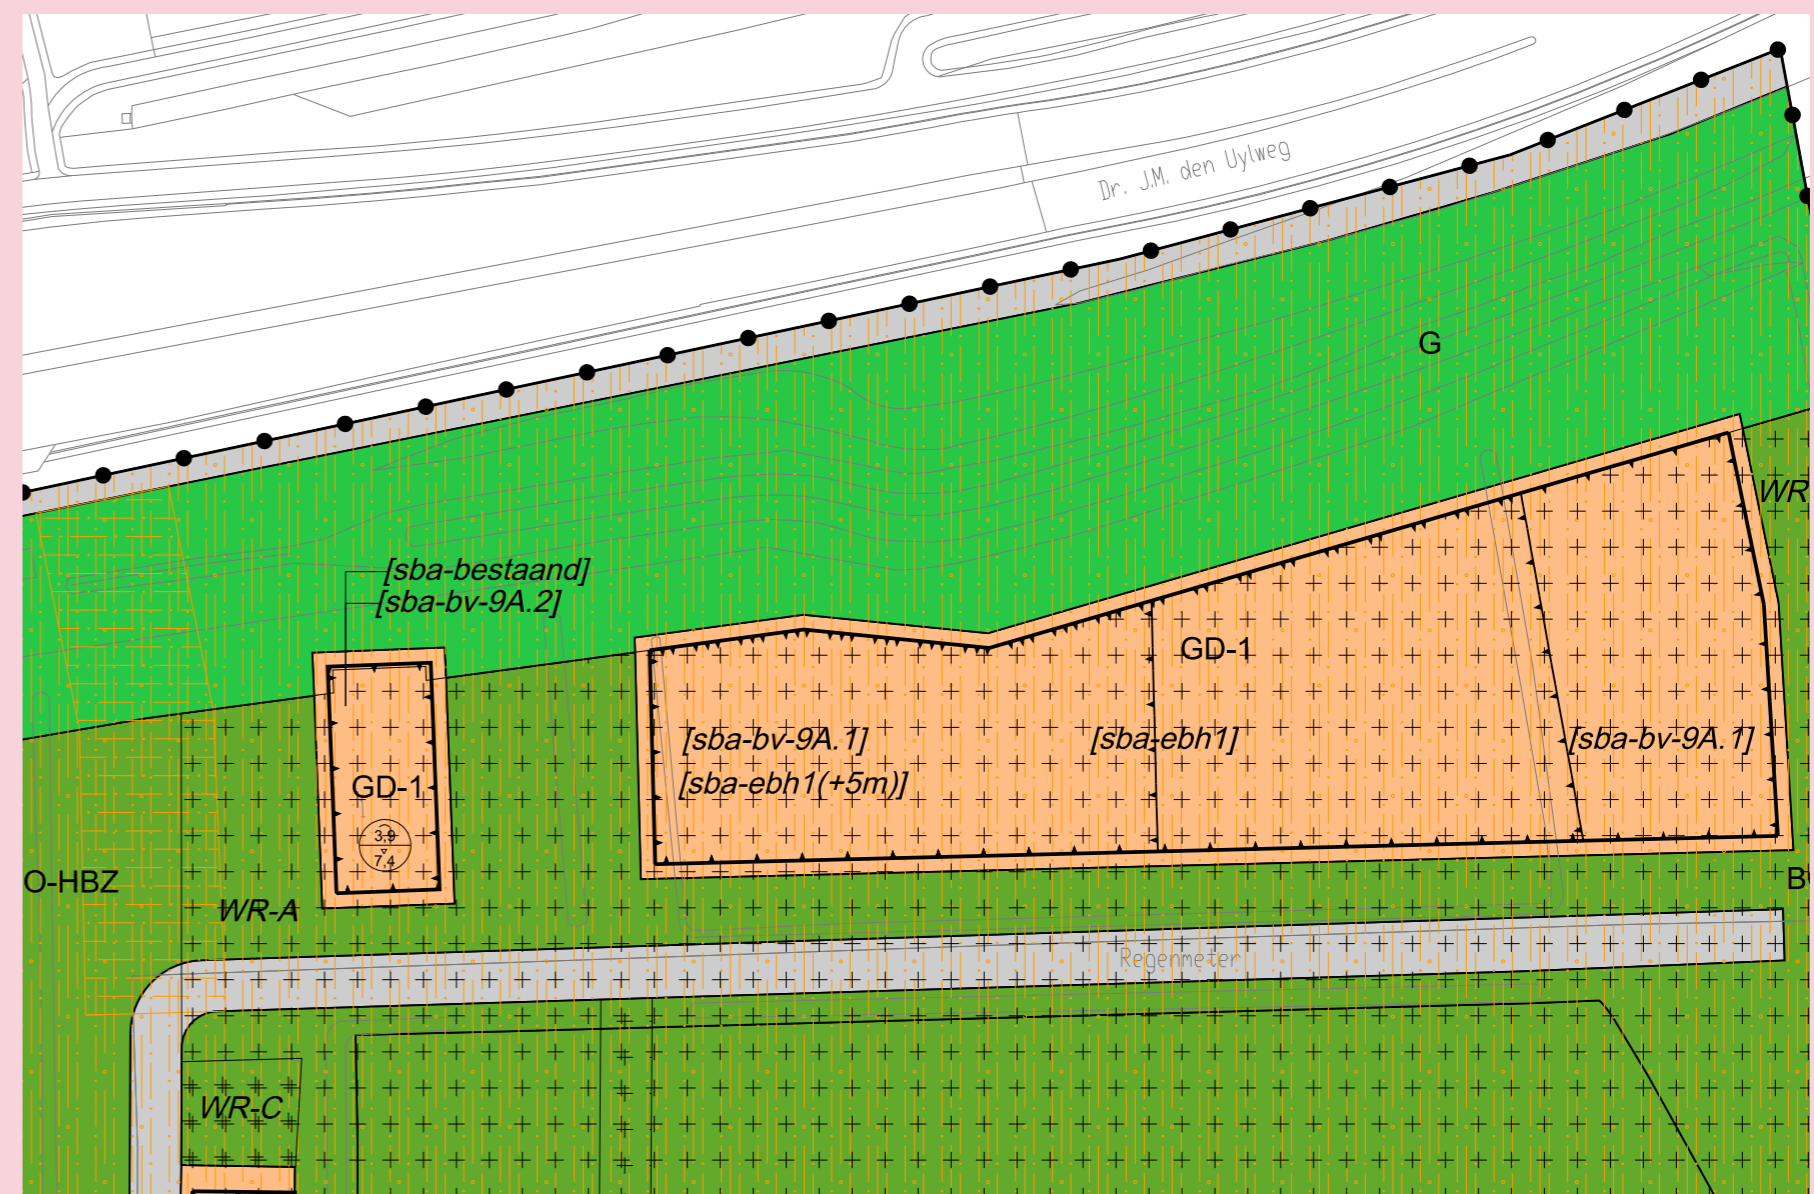 Dr. J.M. den Uylweg
G
WR
[sba-bestaand]
[sba-bv-9A.2]
GD-1
[sba-bv-9A.1]
[sba-ebh1]
[sba-bv-9A.1]
[sba-ebh1(+5m)]
GD-1
3,9
7,4
O-HBZ
B
WR-A
Regenmeter
WR-C